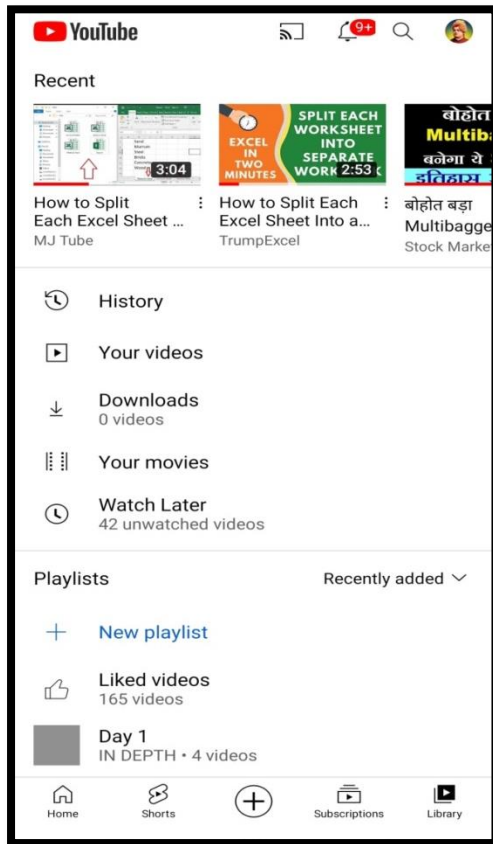 YouTube
9+
Recent
3:04
EXCEL
IN
TWO
MINUTES
SPLIT EACH
WORKSHEET
INTO
SEPARATE
2:53
बोहोत
Multib
बनेगा ये
इतिहास
How to Split
Each Excel Sheet ...
MJ Tube
How to Split Each
Excel Sheet Into a...
TrumpExcel
बोहोत बड़ा
Multibagge
Stock Marke
History
Your videos
Downloads
0 videos
Your movies
Watch Later
42 unwatched videos
Playlists
Recently added
New playlist
Liked videos
165 videos
Day 1
IN DEPTH • 4 videos
Home
Shorts
Subscriptions
Library